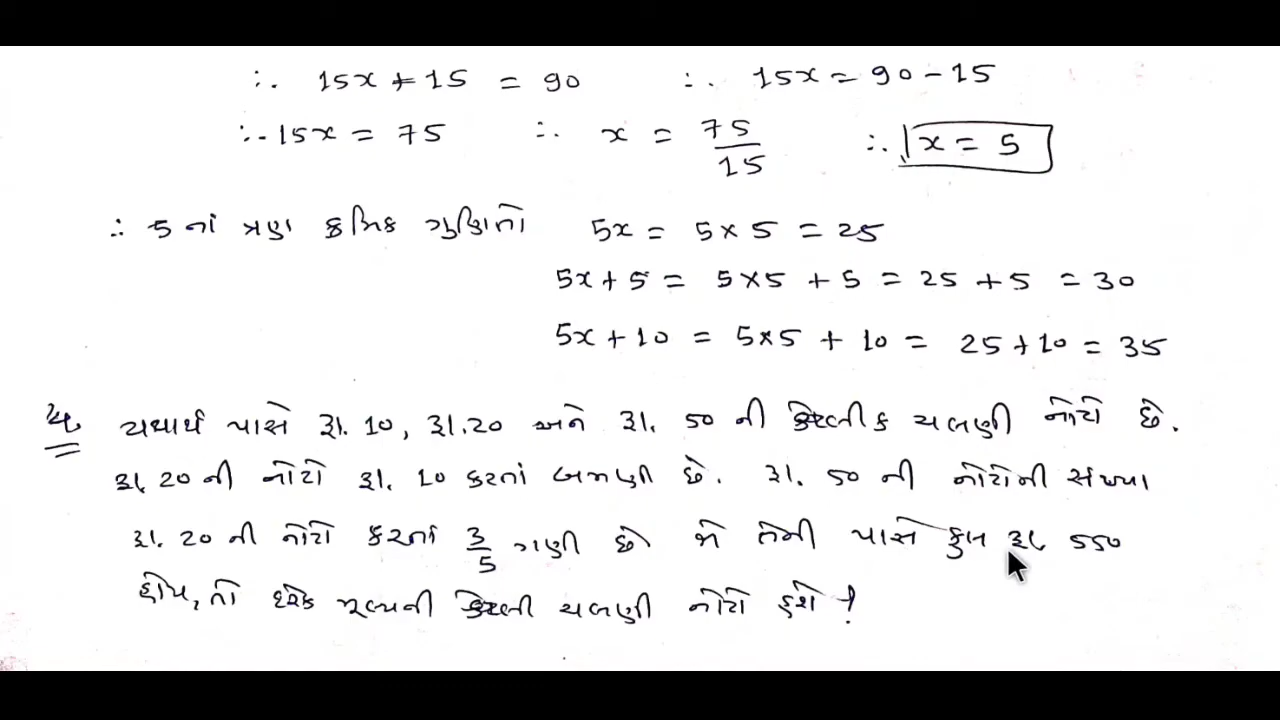 ∴ 15x + 15 = 90 ∴ 15x = 90 - 15
∴ 15x = 75 ∴ x = 75/15 ∴ x = 5
∴ 5 નાં ત્રણ ક્રમિક ગુણિતો 5x = 5 × 5 = 25
5x + 5 = 5 × 5 + 5 = 25 + 5 = 30
5x + 10 = 5 × 5 + 10 = 25 + 10 = 35
યથાર્થ પાસે રૂા. 10, રૂા. 20 અને રૂા. 50 ની કેટલીક ચલણી નોટો છે.
રૂા. 20 ની નોટો રૂા. 10 કરતાં બમણી છે. રૂા. 50 ની નોટોની સંખ્યા
રૂા. 20 ની નોટો કરતાં 3/5 ગણી છે જો તેની પાસે કુલ રૂા. 550
હોય, તો દરેક મૂલ્યની કેટલી ચલણી નોટો હશે ?